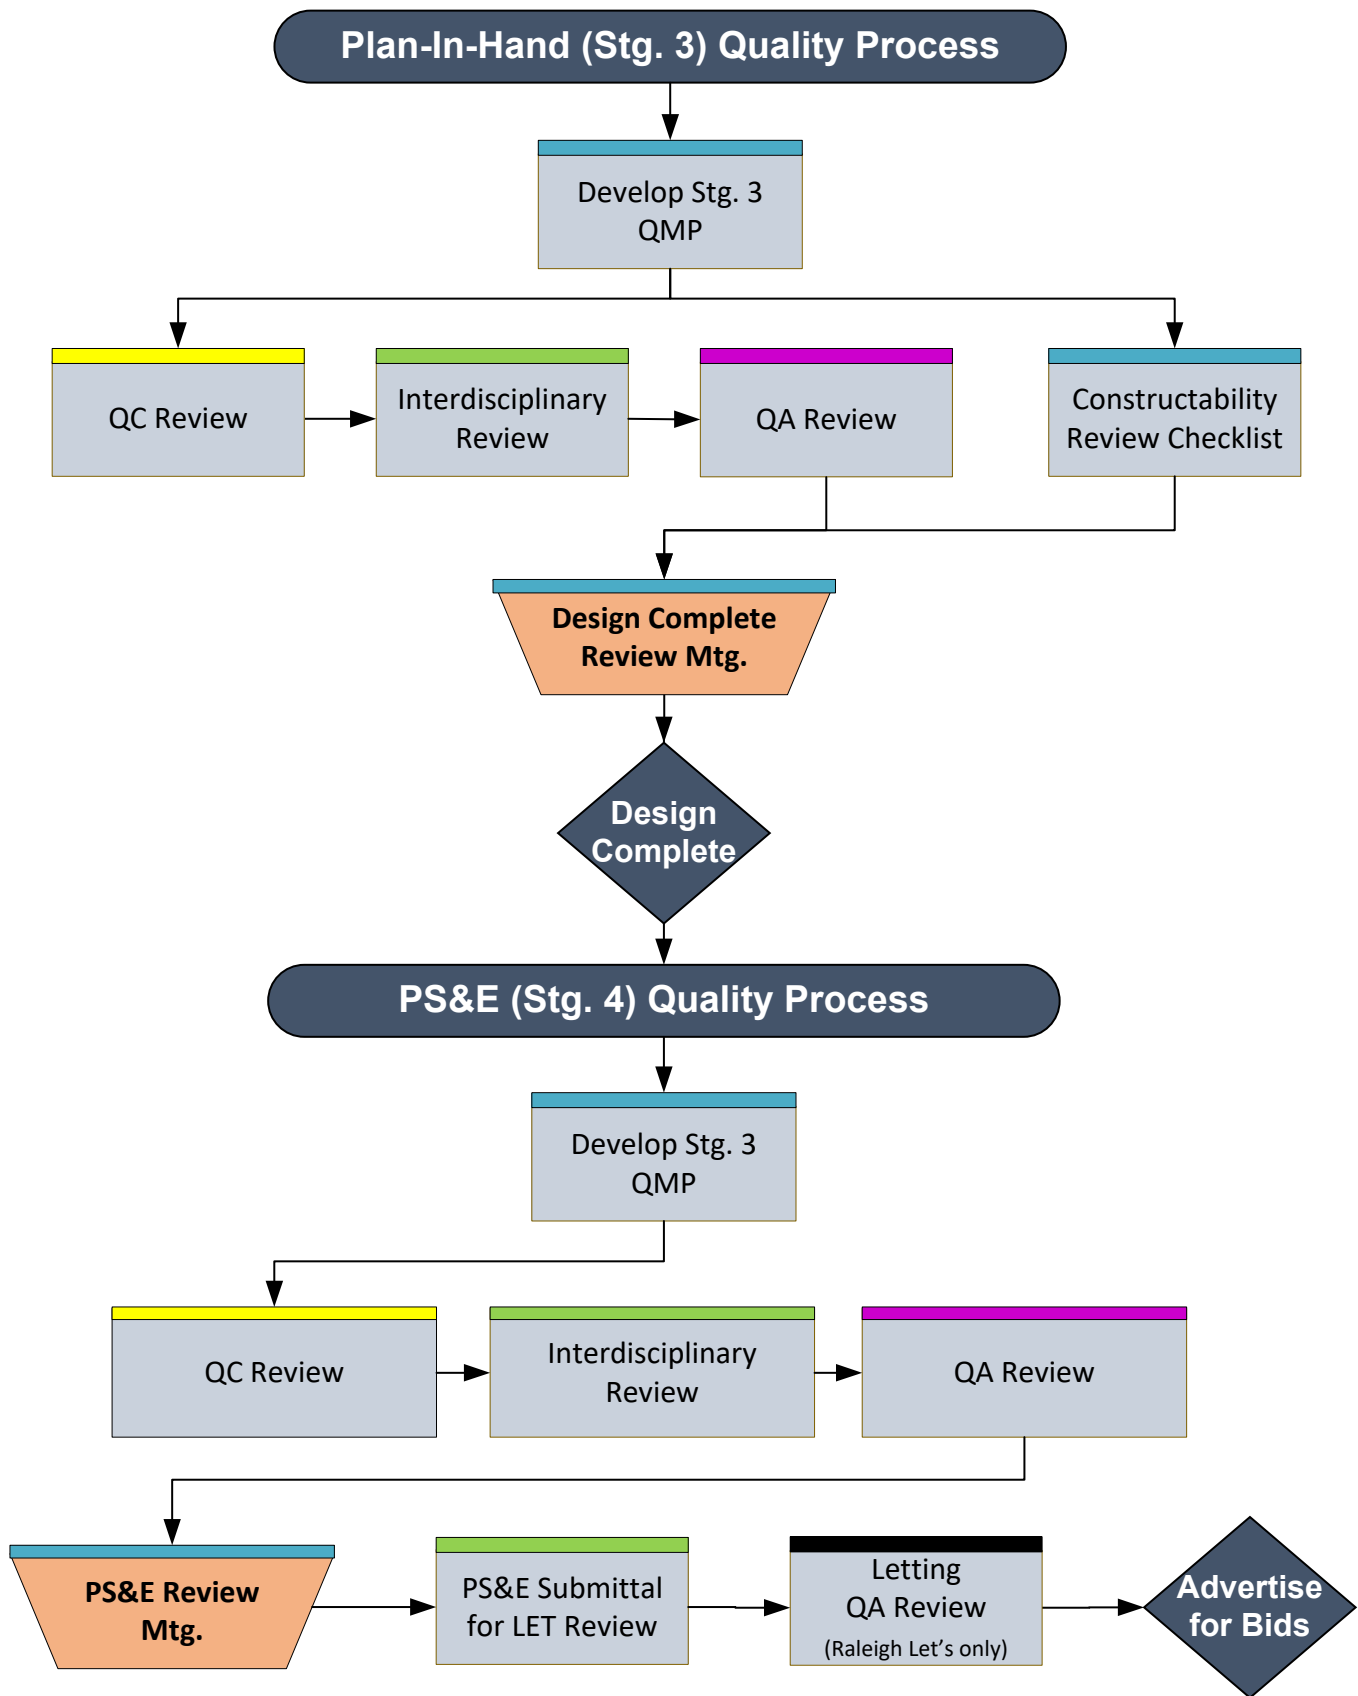 Plan-In-Hand (Stg. 3) Quality Process
Develop Stg. 3
QMP
QC Review
Interdisciplinary
Review
QA Review
Constructability
Review Checklist
Design Complete
Review Mtg.
Design
Complete
PS&E (Stg. 4) Quality Process
Develop Stg. 3
QMP
QC Review
Interdisciplinary
Review
QA Review
PS&E Review
Mtg.
PS&E Submittal
for LET Review
Letting
QA Review
(Raleigh Let’s only)
Advertise
for Bids